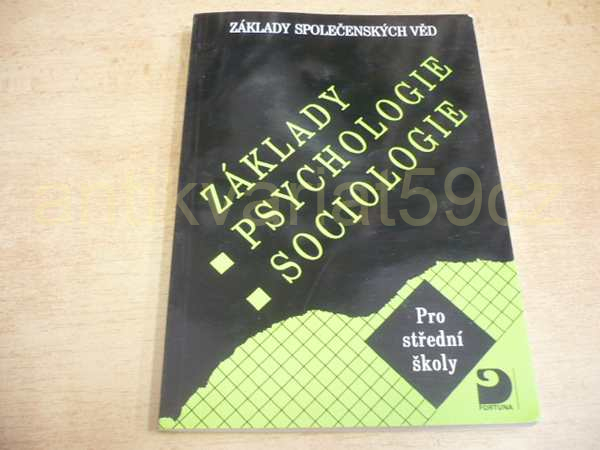 ZÁKLADY SPOLEČENSKÝCH VĚD
ZÁKLADY
PSYCHOLOGIE
SOCIOLOGIE
antikvariat59cz
Pro
střední
školy
FORTUNA